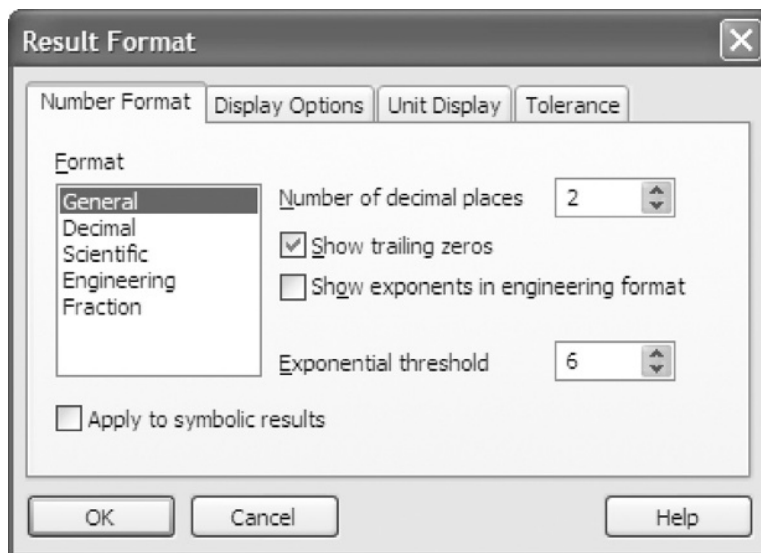 Result Format
Number Format Display Options Unit Display Tolerance
Format
General
Decimal
Scientific
Engineering
Fraction
Number of decimal places 2
Show trailing zeros
Show exponents in engineering format
Exponential threshold 6
Apply to symbolic results
OK Cancel Help